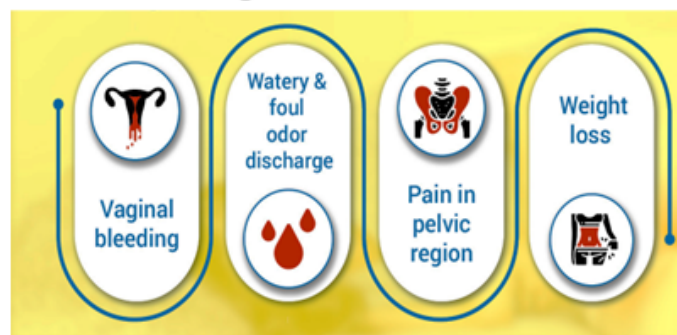 Vaginal
bleeding
Watery &
foul
odor
discharge
Pain in
pelvic
region
Weight
loss